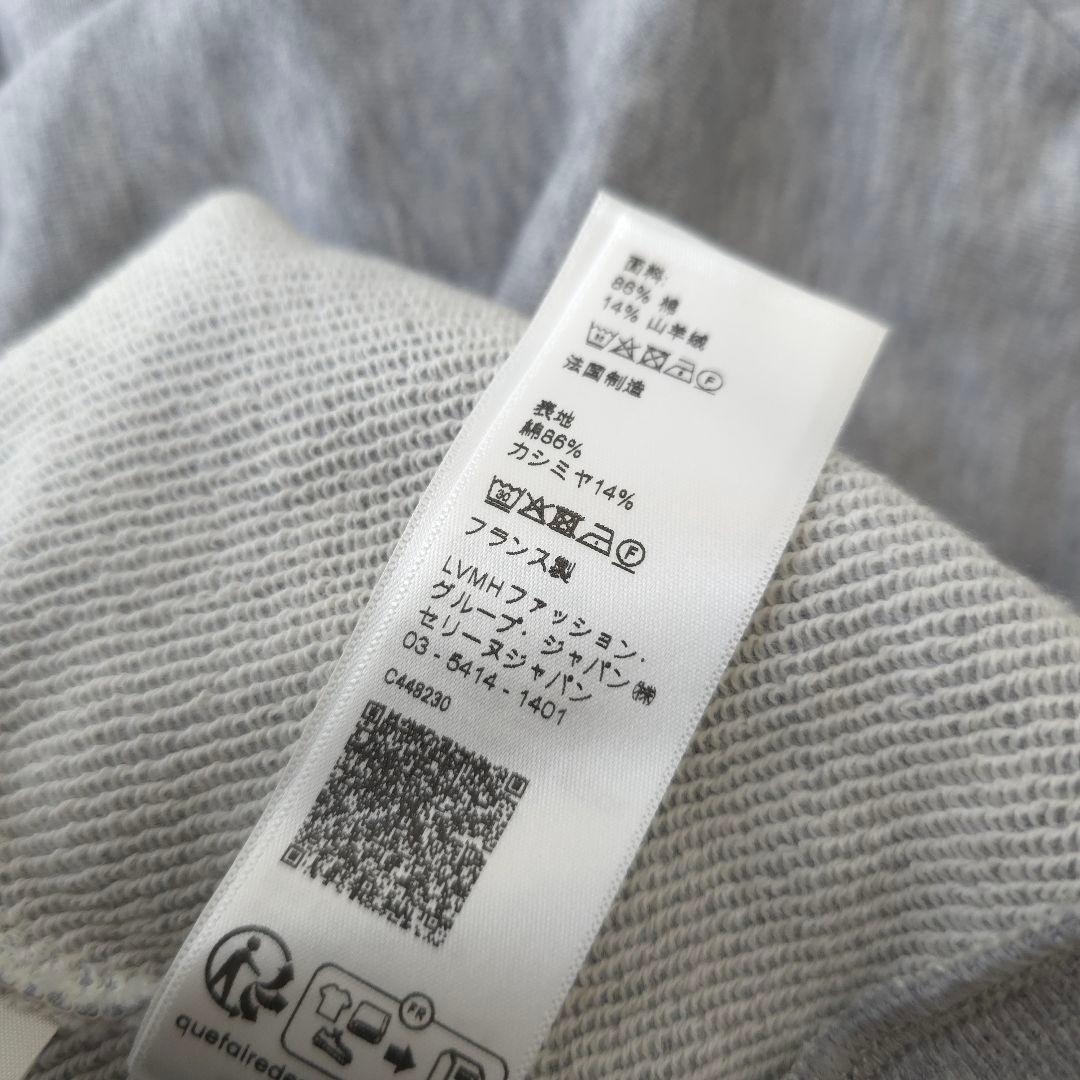 面料:
86% 棉
14% 山羊绒
法国制造
表地
綿86%
カシミヤ14%
30
F
フランス製
LVMHファッション・
グループ・ジャパン㈱
セリーヌジャパン
03 - 5414 - 1401
C448230
FR
quefairede